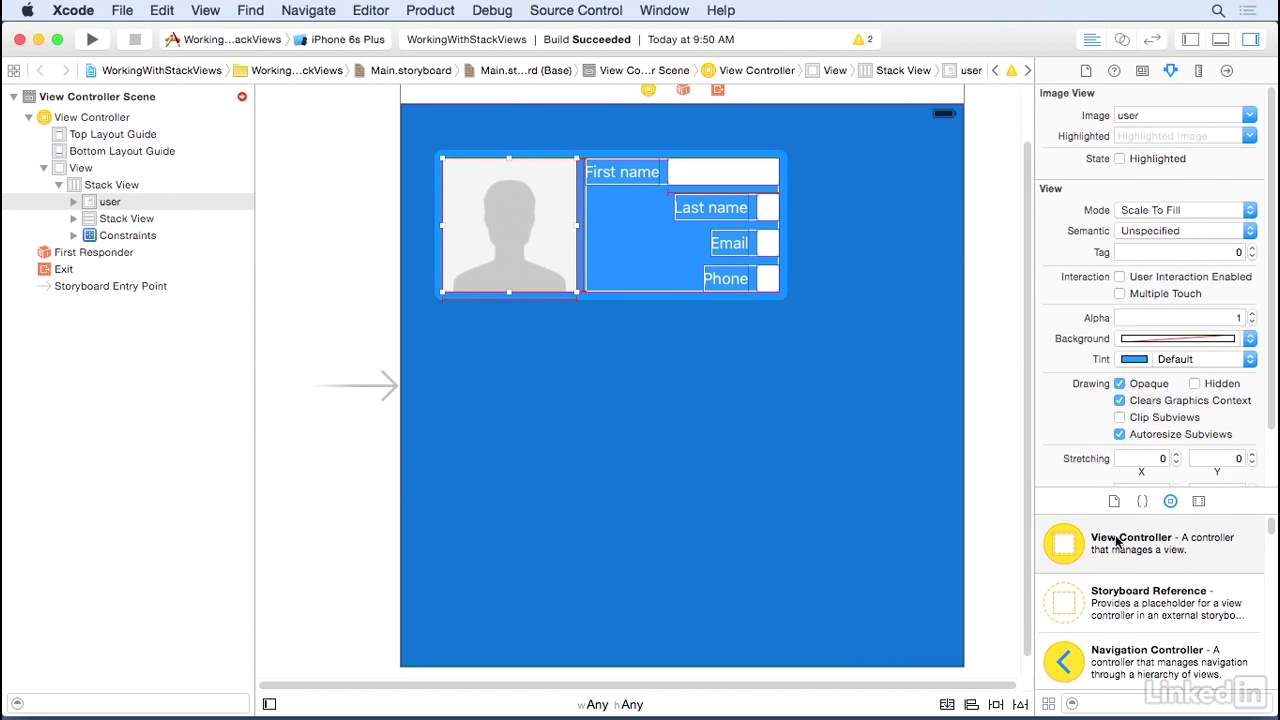 Xcode File Edit View Find Navigate Editor Product Debug Source Control Window Help
Working...ackViews iPhone 6s Plus WorkingWithStackViews Build Succeeded Today at 9:50 AM 2
WorkingWithStackViews Working...ckViews Main.storyboard Main.st...rd (Base) View Co...r Scene View Controller View Stack View user
View Controller Scene
View Controller
Top Layout Guide
Bottom Layout Guide
View
Stack View
user
Stack View
Constraints
First Responder
Exit
Storyboard Entry Point
First name
Last name
Email
Phone
wAny hAny
Image View
Image user
Highlighted Highlighted Image
State Highlighted
View
Mode Scale To Fill
Semantic Unspecified
Tag 0
Interaction User Interaction Enabled
Multiple Touch
Alpha 1
Background
Tint Default
Drawing Opaque Hidden
Clears Graphics Context
Clip Subviews
Autoresize Subviews
Stretching 0 0
X Y
View Controller - A controller
that manages a view.
Storyboard Reference -
Provides a placeholder for a view
controller in an external storybo...
Navigation Controller - A
controller that manages navigation
through a hierarchy of views.
Linked in